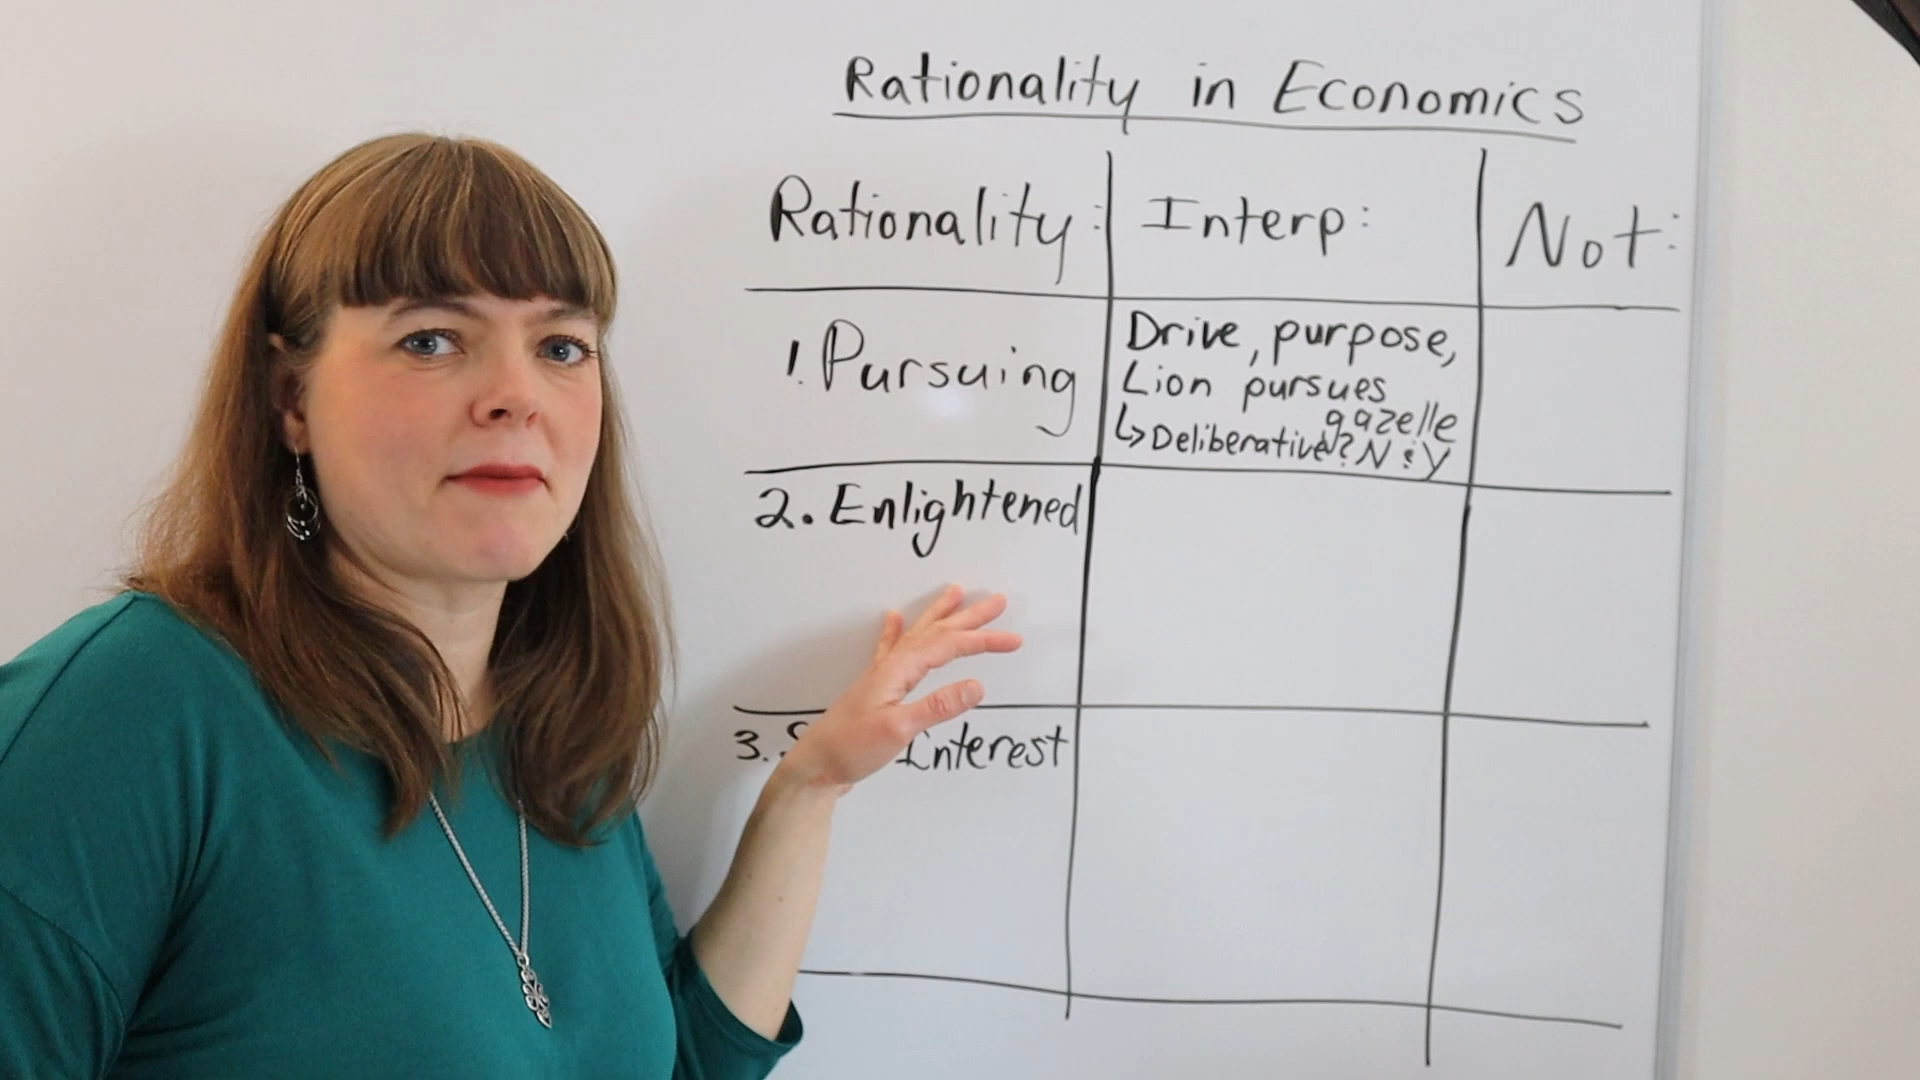 Rationality in Economics
Rationality: Interp: Not:
1. Pursuing
Drive, purpose,
Lion pursues
gazelle
↳ Deliberative? N & Y
2. Enlightened
3. Interest